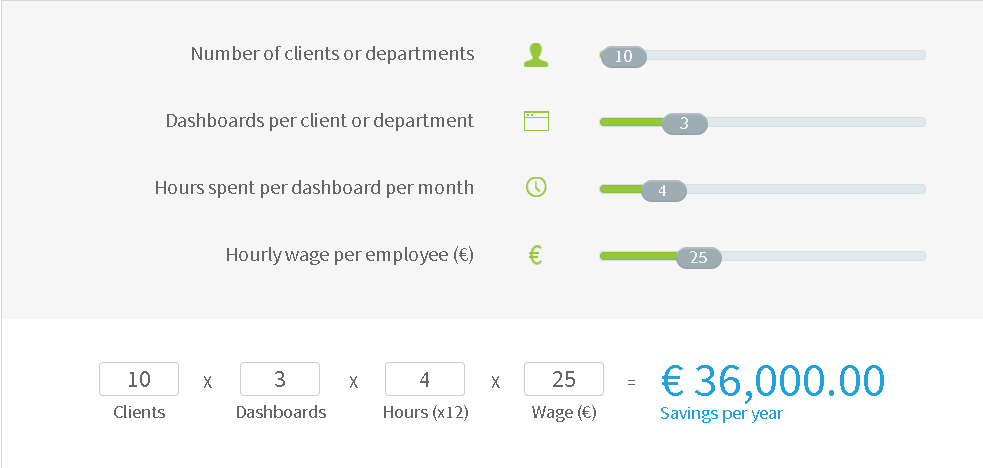 Number of clients or departments 10
Dashboards per client or department 3
Hours spent per dashboard per month 4
Hourly wage per employee (€) € 25
10 x 3 x 4 x 25 = € 36,000.00
Clients Dashboards Hours (x12) Wage (€) Savings per year